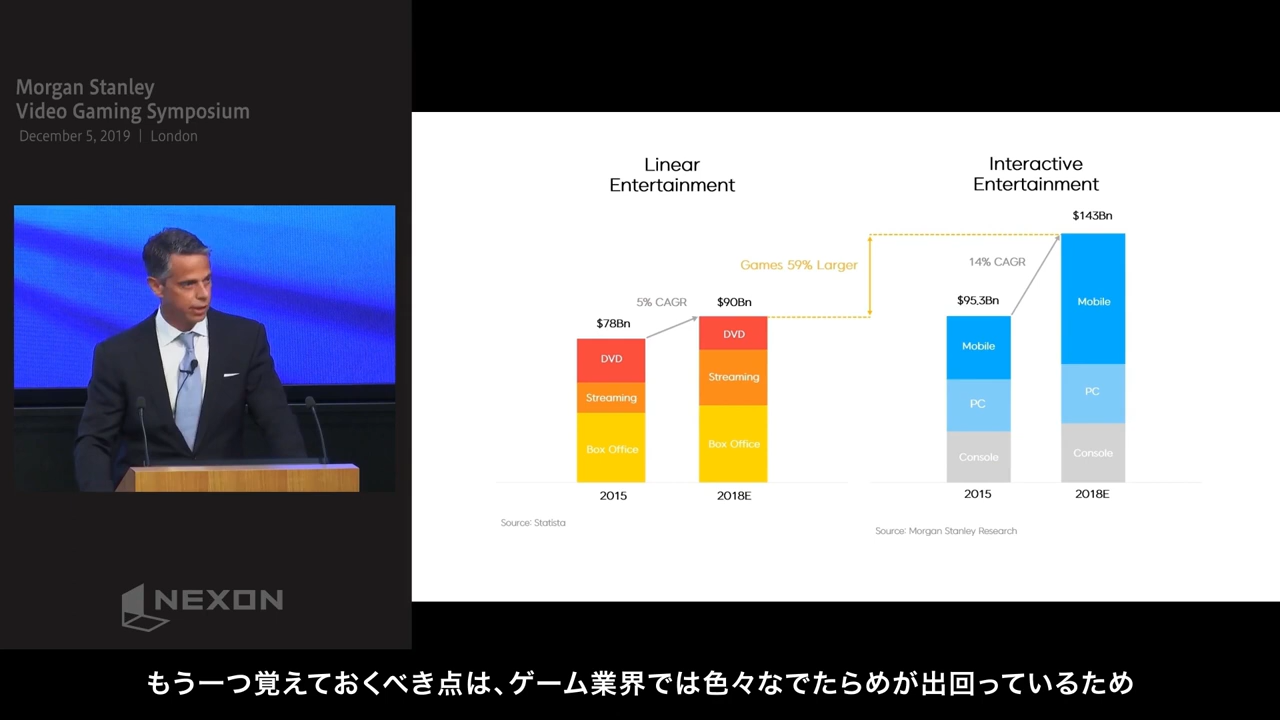 Morgan Stanley
Video Gaming Symposium
December 5, 2019 | London
NEXON
Linear
Entertainment
Games 59% Larger
5% CAGR
$78Bn
$90Bn
DVD
Streaming
Box Office
DVD
Streaming
Box Office
2015
2018E
Source: Statista
Interactive
Entertainment
$143Bn
14% CAGR
$95,3Bn
Mobile
PC
Console
Mobile
PC
Console
2015
2018E
Source: Morgan Stanley Research
もう一つ覚えておくべき点は、ゲーム業界では色々なでたらめが出回っているため